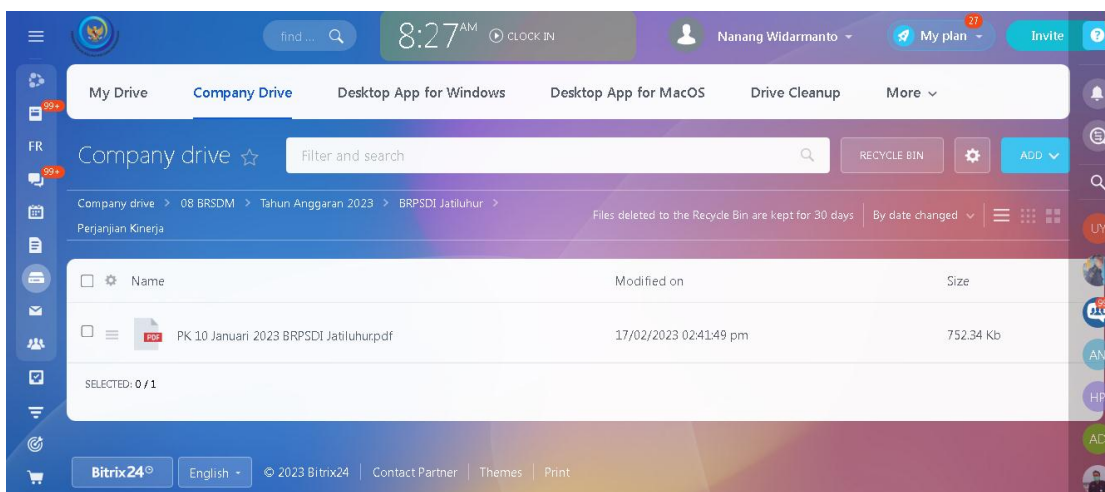 find ...
8:27 AM CLOCK IN
Nanang Widarmanto
27
My plan
Invite
?
My Drive
Company Drive
Desktop App for Windows
Desktop App for MacOS
Drive Cleanup
More
99+
FR
99+
Company drive
Filter and search
RECYCLE BIN
ADD
Company drive > 08 BRSDM > Tahun Anggaran 2023 > BRPSDI Jatiluhur >
Perjanjian Kinerja
Files deleted to the Recycle Bin are kept for 30 days
By date changed
UY
Name
Modified on
Size
PDF
PK 10 Januari 2023 BRPSDI Jatiluhur.pdf
17/02/2023 02:41:49 pm
752.34 Kb
SELECTED: 0 / 1
AN
HP
AD
Bitrix24
English
© 2023 Bitrix24
Contact Partner
Themes
Print